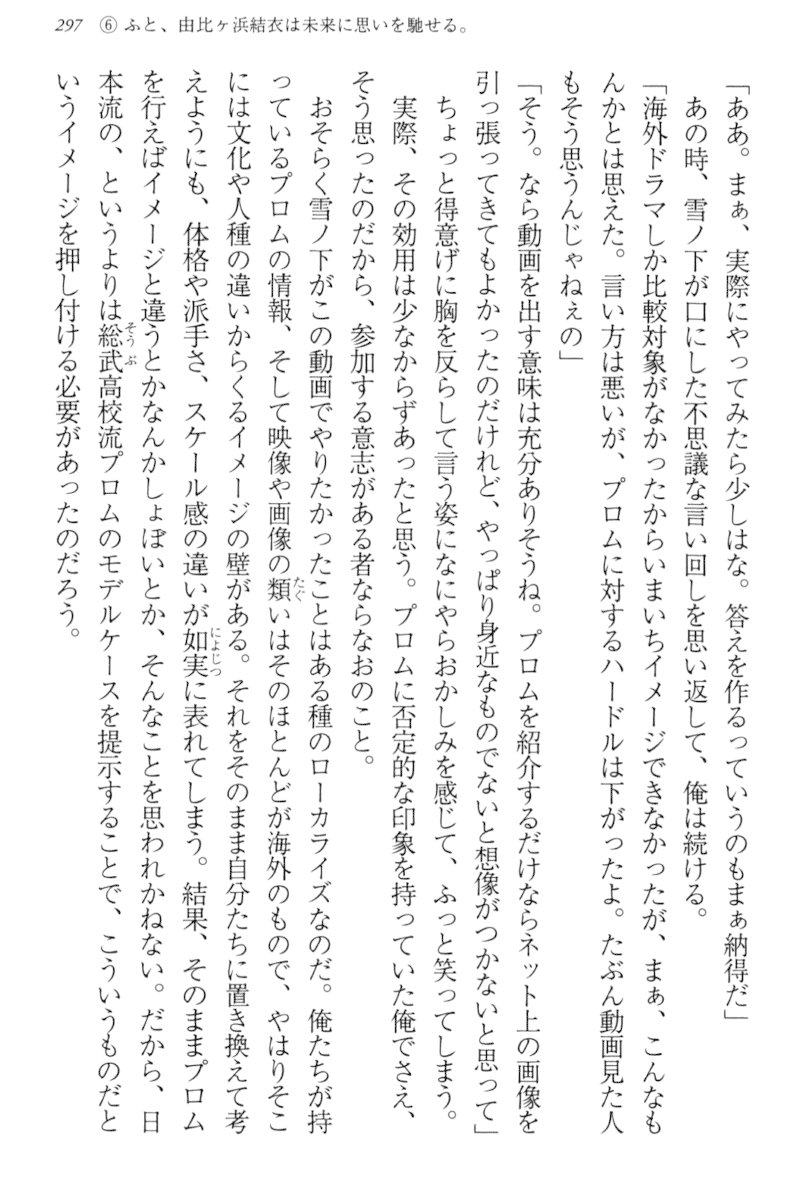 297 ⑥ ふと、由比ヶ浜結衣は未来に思いを馳せる。
「ああ。まぁ、実際にやってみたら少しはな。答えを作るっていうのもまぁ納得だ」
あの時、雪ノ下が口にした不思議な言い回しを思い返して、俺は続ける。
「海外ドラマしか比較対象がなかったからいまいちイメージできなかったが、まぁ、こんなも
んかとは思えた。言い方は悪いが、プロムに対するハードルは下がったよ。たぶん動画見た人
もそう思うんじゃねぇの」
「そう。なら動画を出す意味は充分ありそうね。プロムを紹介するだけならネット上の画像を
引っ張ってきてもよかったのだけれど、やっぱり身近なものでないと想像がつかないと思って」
ちょっと得意げに胸を反らして言う姿になにやらおかしみを感じて、ふっと笑ってしまう。
実際、その効用は少なからずあったと思う。プロムに否定的な印象を持っていた俺でさえ、
そう思ったのだから、参加する意志がある者ならなおのこと。
おそらく雪ノ下がこの動画でやりたかったことはある種のローカライズなのだ。俺たちが持
っているプロムの情報、そして映像や画像の類いはそのほとんどが海外のもので、やはりそこ
には文化や人種の違いからくるイメージの壁がある。それをそのまま自分たちに置き換えて考
えようにも、体格や派手さ、スケール感の違いが如実に表れてしまう。結果、そのままプロム
を行えばイメージと違うとかなんかしょぼいとか、そんなことを思われかねない。だから、日
本流の、というよりは総武高校流プロムのモデルケースを提示することで、こういうものだと
いうイメージを押し付ける必要があったのだろう。
たぐ
にょじつ
そうぶ